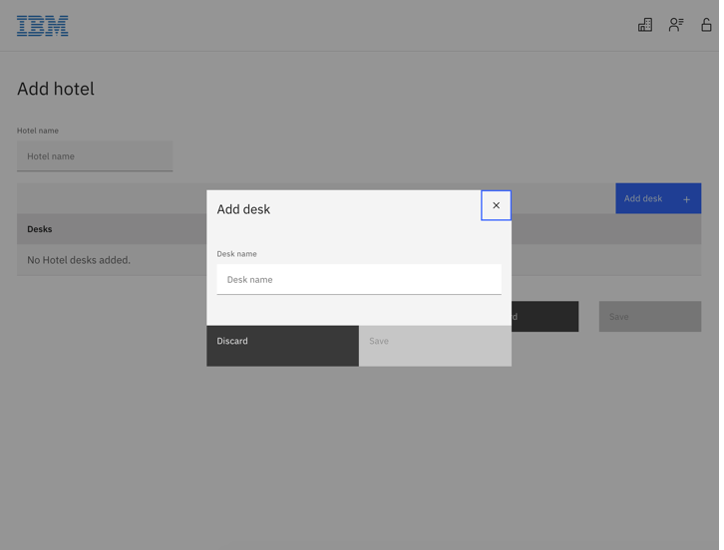 IBM
Add hotel
Hotel name
Hotel name
Add desk
Desks
No Hotel desks added.
Add desk
Desk name
Desk name
Discard
Save
d
Save